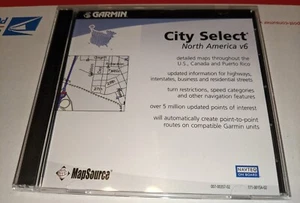 GARMIN
City Select
North America v6
detailed maps throughout the
U.S., Canada and Puerto Rico
updated information for highways,
interstates, business and residential streets
turn restrictions, speed categories
and other navigation features
over 5 million updated points of interest
will automatically create point-to-point
routes on compatible Garmin units
MapSource
NAVTEQ
ON BOARD